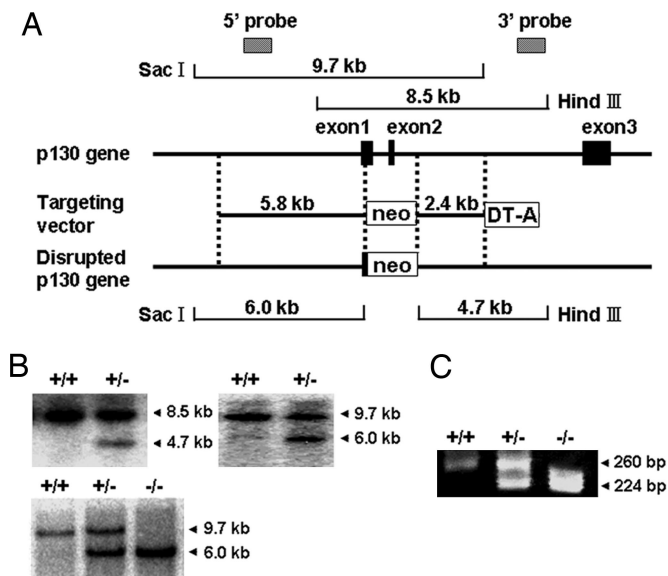 A
5' probe
3' probe
Sac I
9.7 kb
8.5 kb
Hind III
exon1
exon2
exon3
p130 gene
Targeting vector
5.8 kb
neo
2.4 kb
DT-A
Disrupted p130 gene
neo
Sac I
6.0 kb
4.7 kb
Hind III
B
+/+
+/-
8.5 kb
4.7 kb
+/+
+/-
9.7 kb
6.0 kb
C
+/+
+/-
-/-
260 bp
224 bp
+/+
+/-
-/-
9.7 kb
6.0 kb